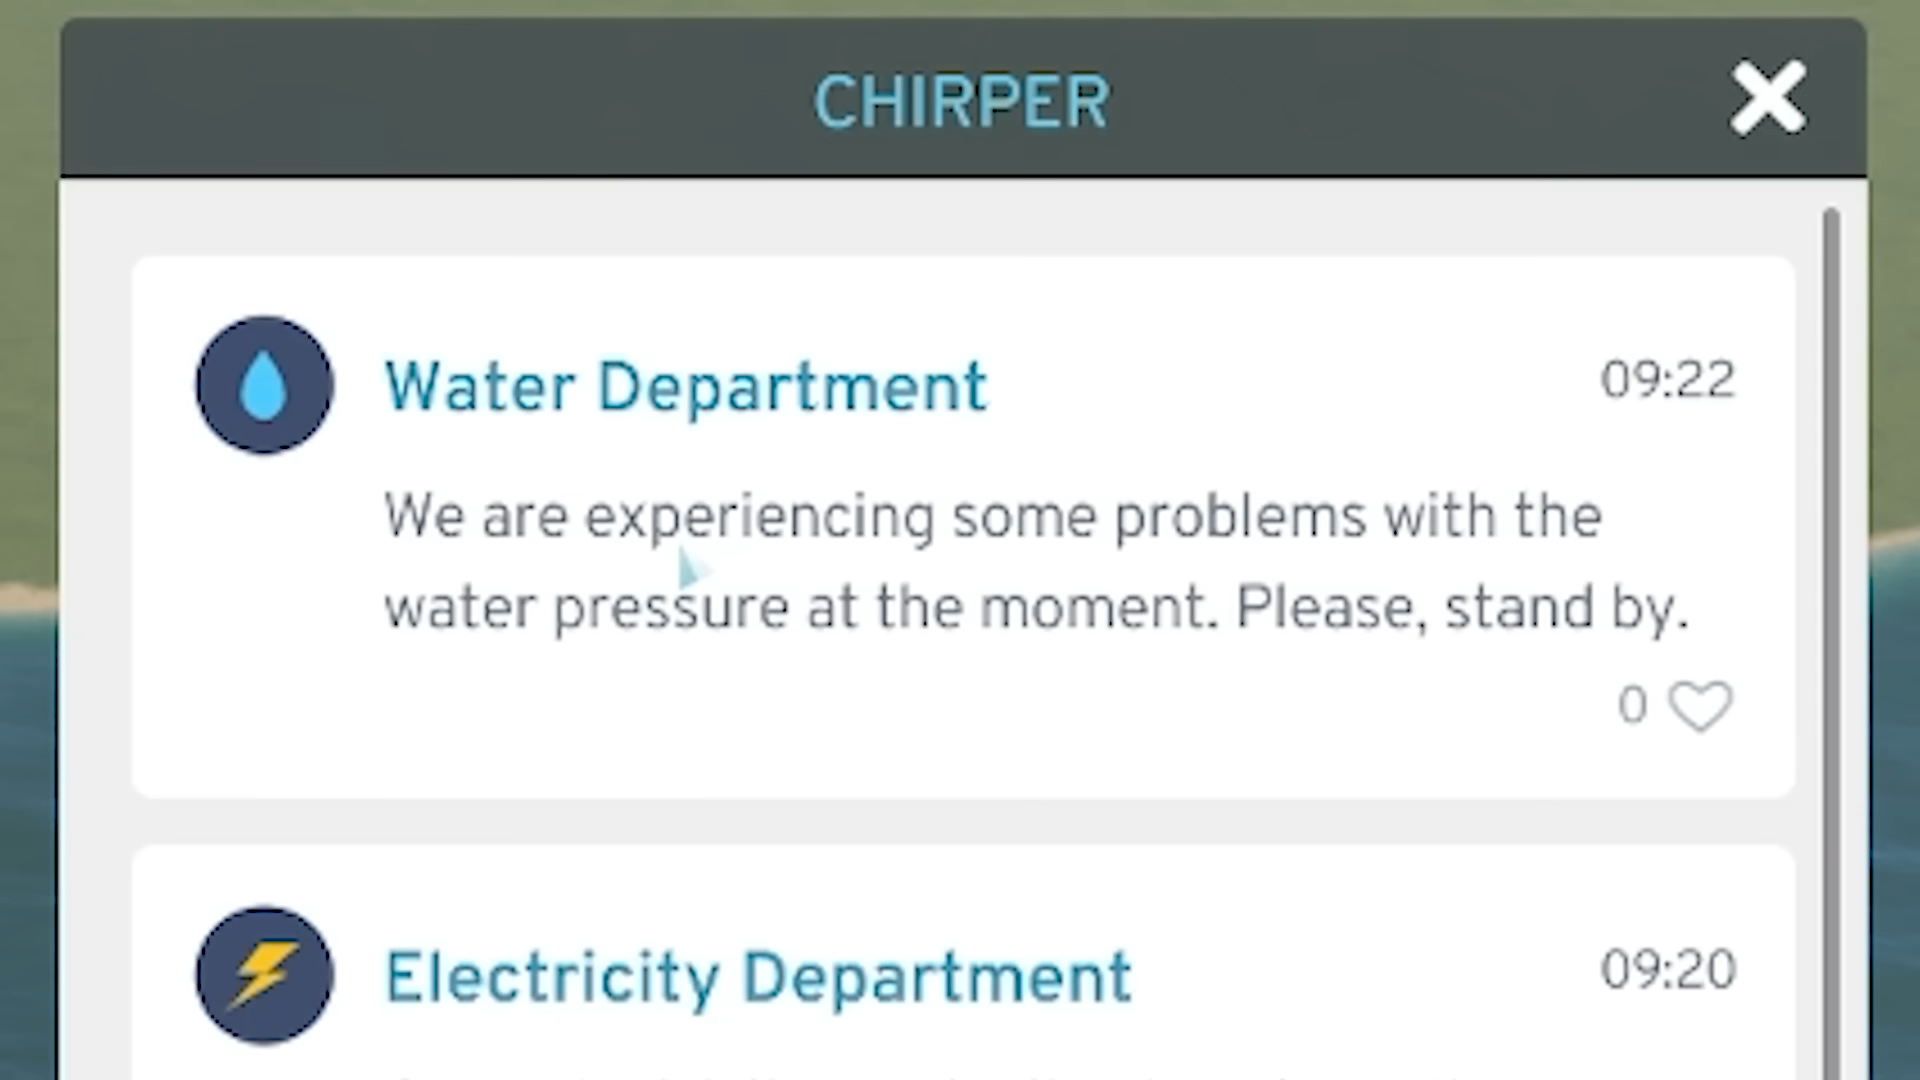 CHIRPER
Water Department
09:22
We are experiencing some problems with the
water pressure at the moment. Please, stand by.
0
Electricity Department
09:20